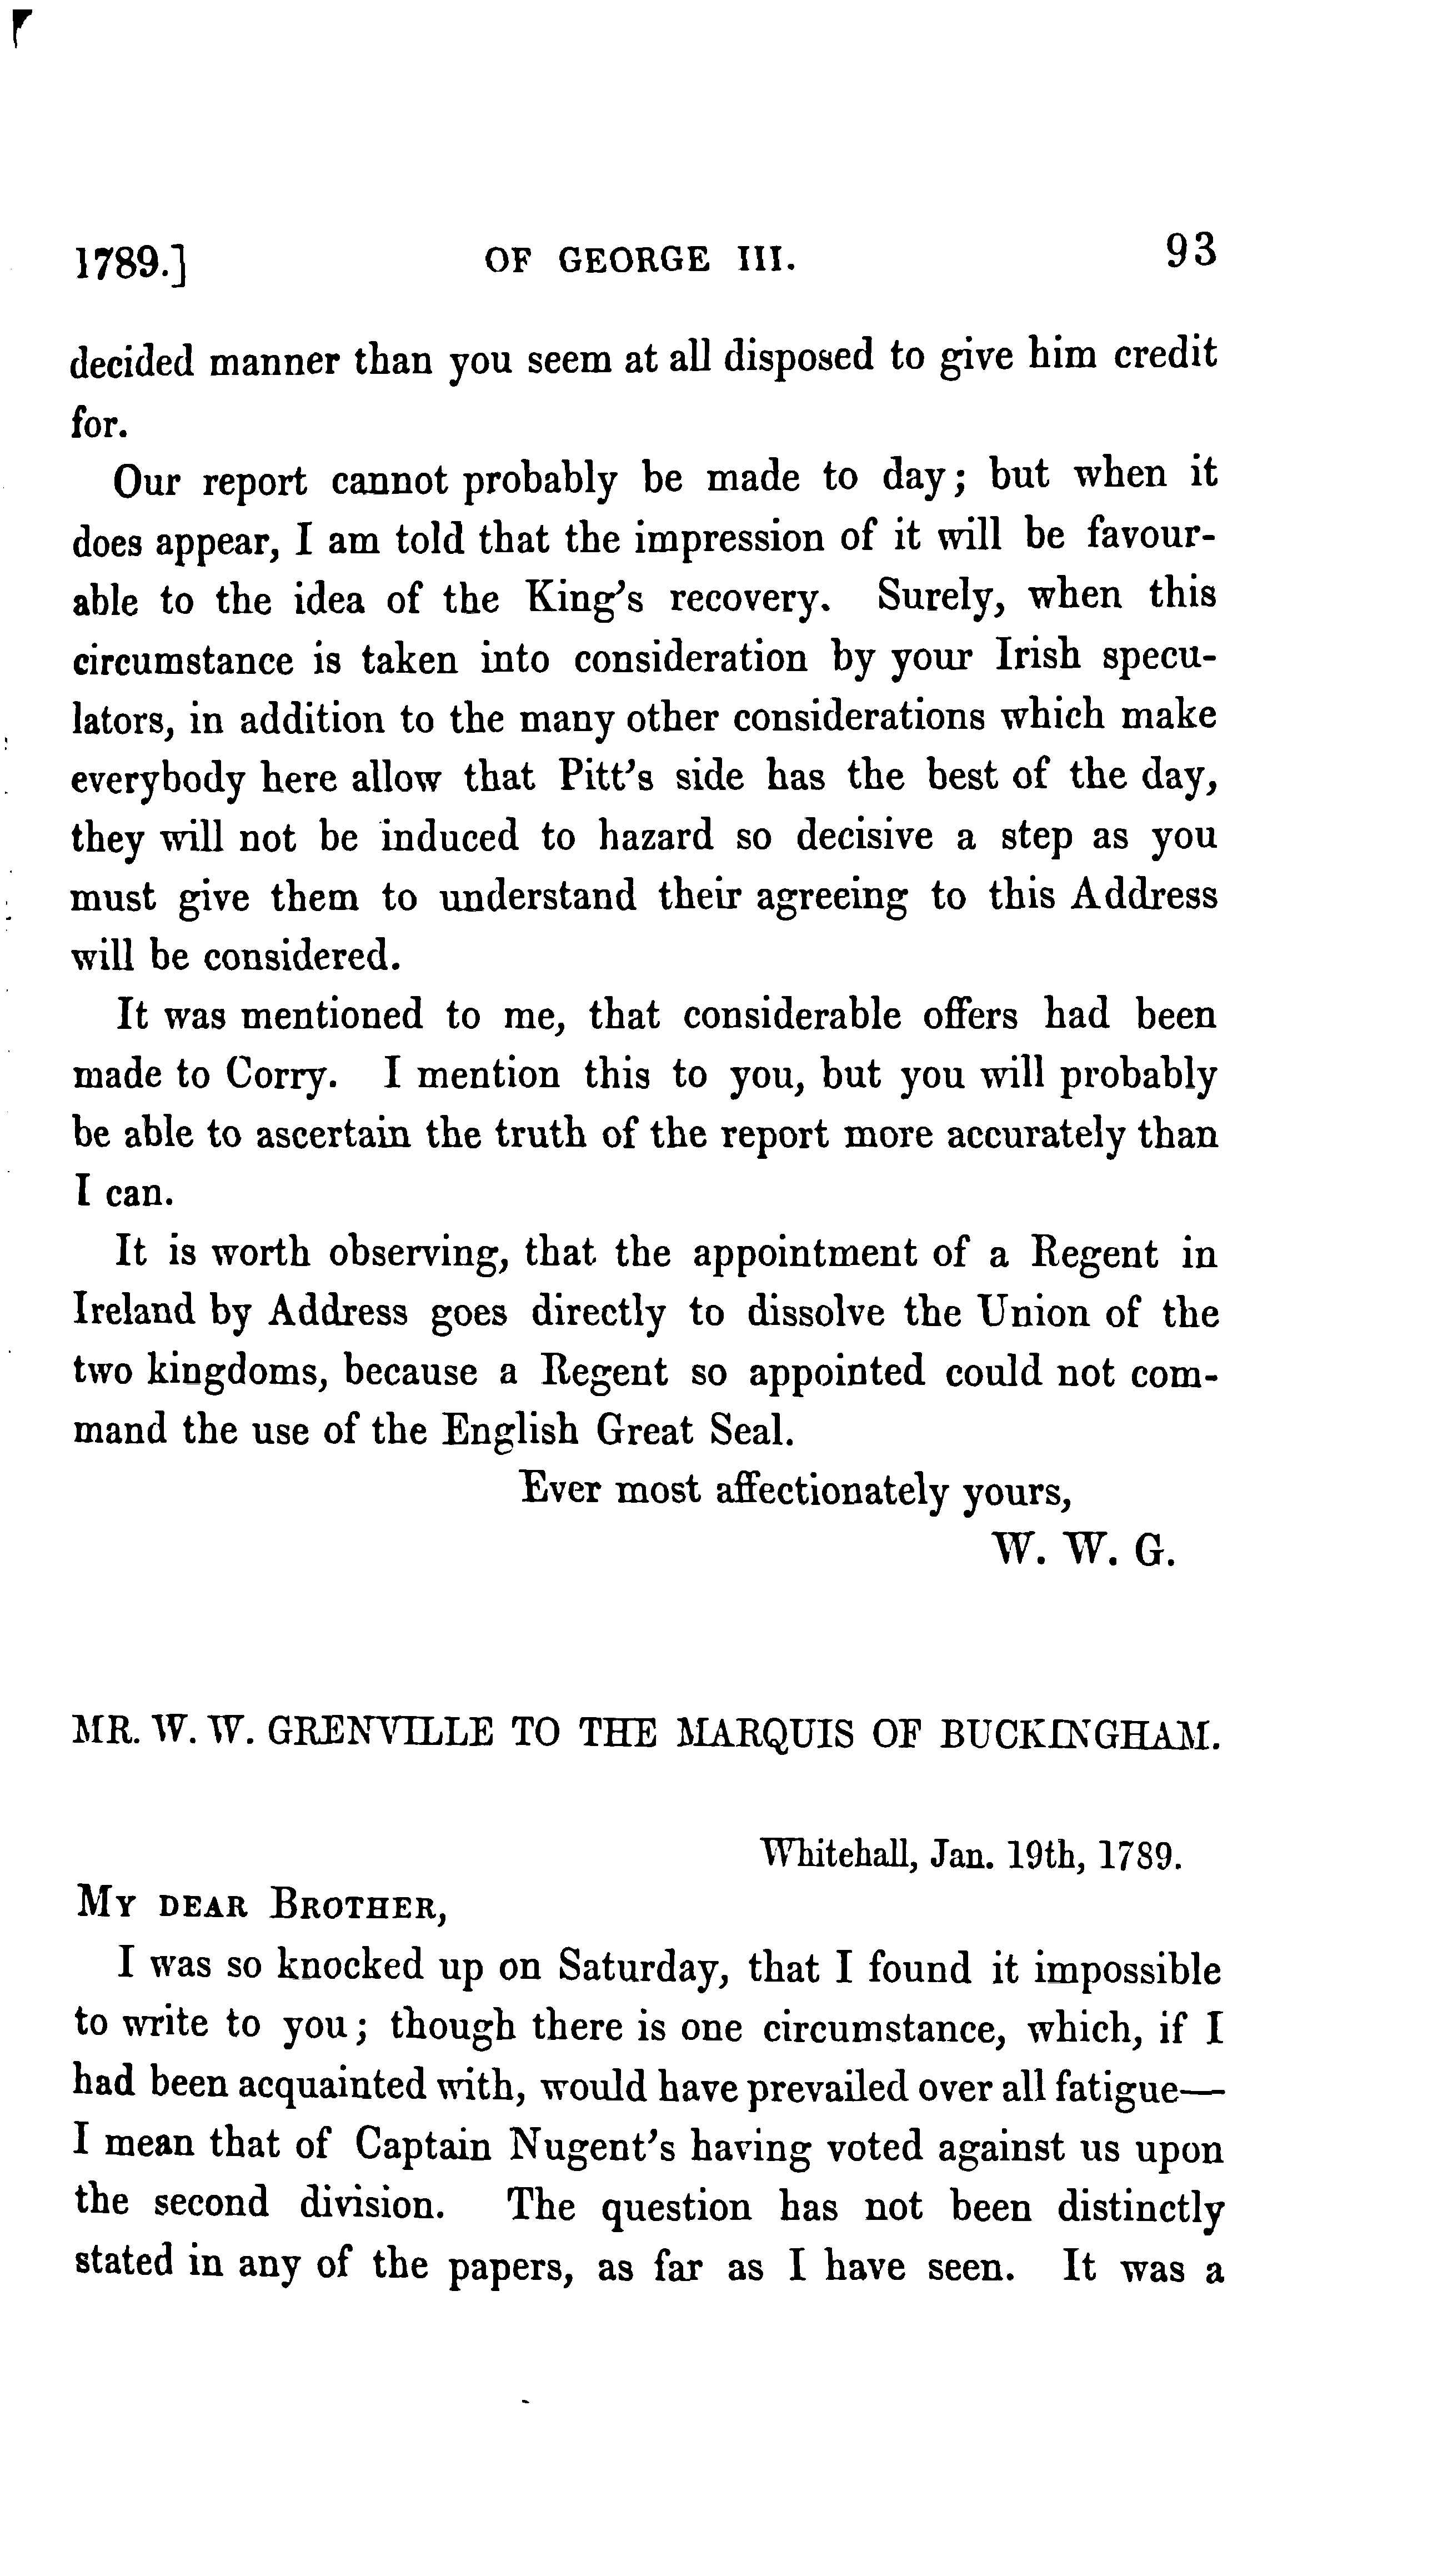 1789.] OF GEORGE III. 93
decided manner than you seem at all disposed to give him credit
for.
Our report cannot probably be made to day; but when it
does appear, I am told that the impression of it will be favour-
able to the idea of the King's recovery. Surely, when this
circumstance is taken into consideration by your Irish specu-
lators, in addition to the many other considerations which make
everybody here allow that Pitt's side has the best of the day,
they will not be induced to hazard so decisive a step as you
must give them to understand their agreeing to this Address
will be considered.
It was mentioned to me, that considerable offers had been
made to Corry. I mention this to you, but you will probably
be able to ascertain the truth of the report more accurately than
I can.
It is worth observing, that the appointment of a Regent in
Ireland by Address goes directly to dissolve the Union of the
two kingdoms, because a Regent so appointed could not com-
mand the use of the English Great Seal.
Ever most affectionately yours,
W. W. G.
MR. W. W. GRENVILLE TO THE MARQUIS OF BUCKINGHAM.
Whitehall, Jan. 19th, 1789.
MY DEAR BROTHER,
I was so knocked up on Saturday, that I found it impossible
to write to you; though there is one circumstance, which, if I
had been acquainted with, would have prevailed over all fatigue—
I mean that of Captain Nugent's having voted against us upon
the second division. The question has not been distinctly
stated in any of the papers, as far as I have seen. It was a